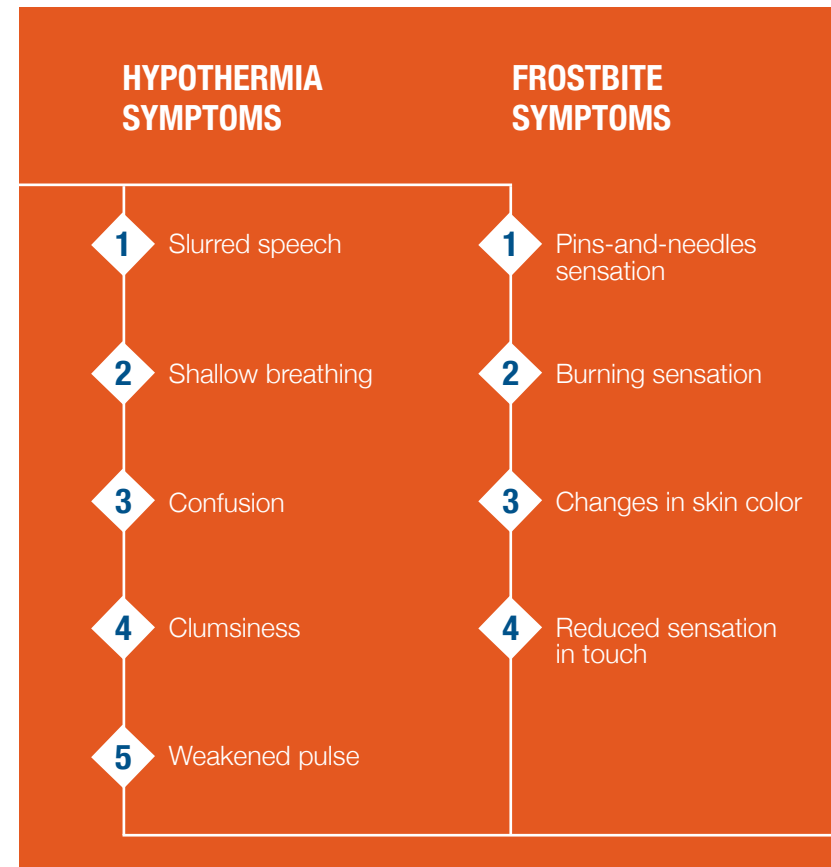 HYPOTHERMIA
SYMPTOMS
1 Slurred speech
2 Shallow breathing
3 Confusion
4 Clumsiness
5 Weakened pulse
FROSTBITE
SYMPTOMS
1 Pins-and-needles
sensation
2 Burning sensation
3 Changes in skin color
4 Reduced sensation
in touch